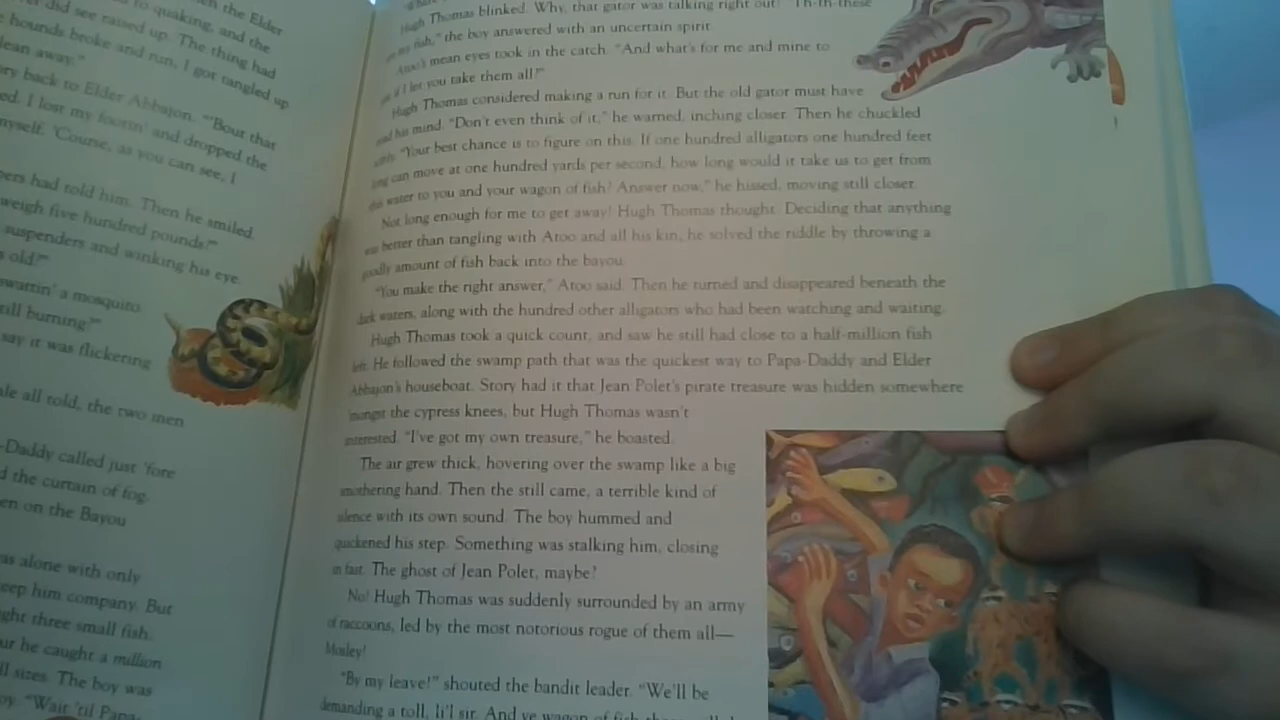 the Elder
did see raised up. The thing had
hounds broke and run, I got tangled up
away."
back to Elder Abbajon. "'Bout that
I lost my footin' and dropped the
'Course, as you can see, I
had told him. Then he smiled.
weigh five hundred pounds!"
suspenders and winking his eye.
old!"
swattin' a mosquito
still burning."
say it was flickering
all told, the two men
-Daddy called just 'fore
the curtain of fog.
on the Bayou
was alone with only
keep him company. But
three small fish.
he caught a million
sizes. The boy was
"Wait 'til Papa-
Hugh Thomas blinked. Why, that gator was talking right out! "Th-th-these
my fish," the boy answered with an uncertain spirit.
Atoo's mean eyes took in the catch. "And what's for me and mine to
if I let you take them all?"
Hugh Thomas considered making a run for it. But the old gator must have
his mind. "Don't even think of it," he warned, inching closer. Then he chuckled
"Your best chance is to figure on this. If one hundred alligators one hundred feet
long can move at one hundred yards per second, how long would it take us to get from
this water to you and your wagon of fish? Answer now," he hissed, moving still closer.
Not long enough for me to get away! Hugh Thomas thought. Deciding that anything
was better than tangling with Atoo and all his kin, he solved the riddle by throwing a
goodly amount of fish back into the bayou.
"You make the right answer," Atoo said. Then he turned and disappeared beneath the
dark waters, along with the hundred other alligators who had been watching and waiting.
Hugh Thomas took a quick count, and saw he still had close to a half-million fish
left. He followed the swamp path that was the quickest way to Papa-Daddy and Elder
Abbajon's houseboat. Story had it that Jean Polet's pirate treasure was hidden somewhere
'mongst the cypress knees, but Hugh Thomas wasn't
interested. "I've got my own treasure," he boasted.
The air grew thick, hovering over the swamp like a big
smothering hand. Then the still came, a terrible kind of
silence with its own sound. The boy hummed and
quickened his step. Something was stalking him, closing
in fast. The ghost of Jean Polet, maybe?
No! Hugh Thomas was suddenly surrounded by an army
of raccoons, led by the most notorious rogue of them all—
Mosley!
"By my leave!" shouted the bandit leader. "We'll be
demanding a toll, li'l sir. And ye wagon of fish